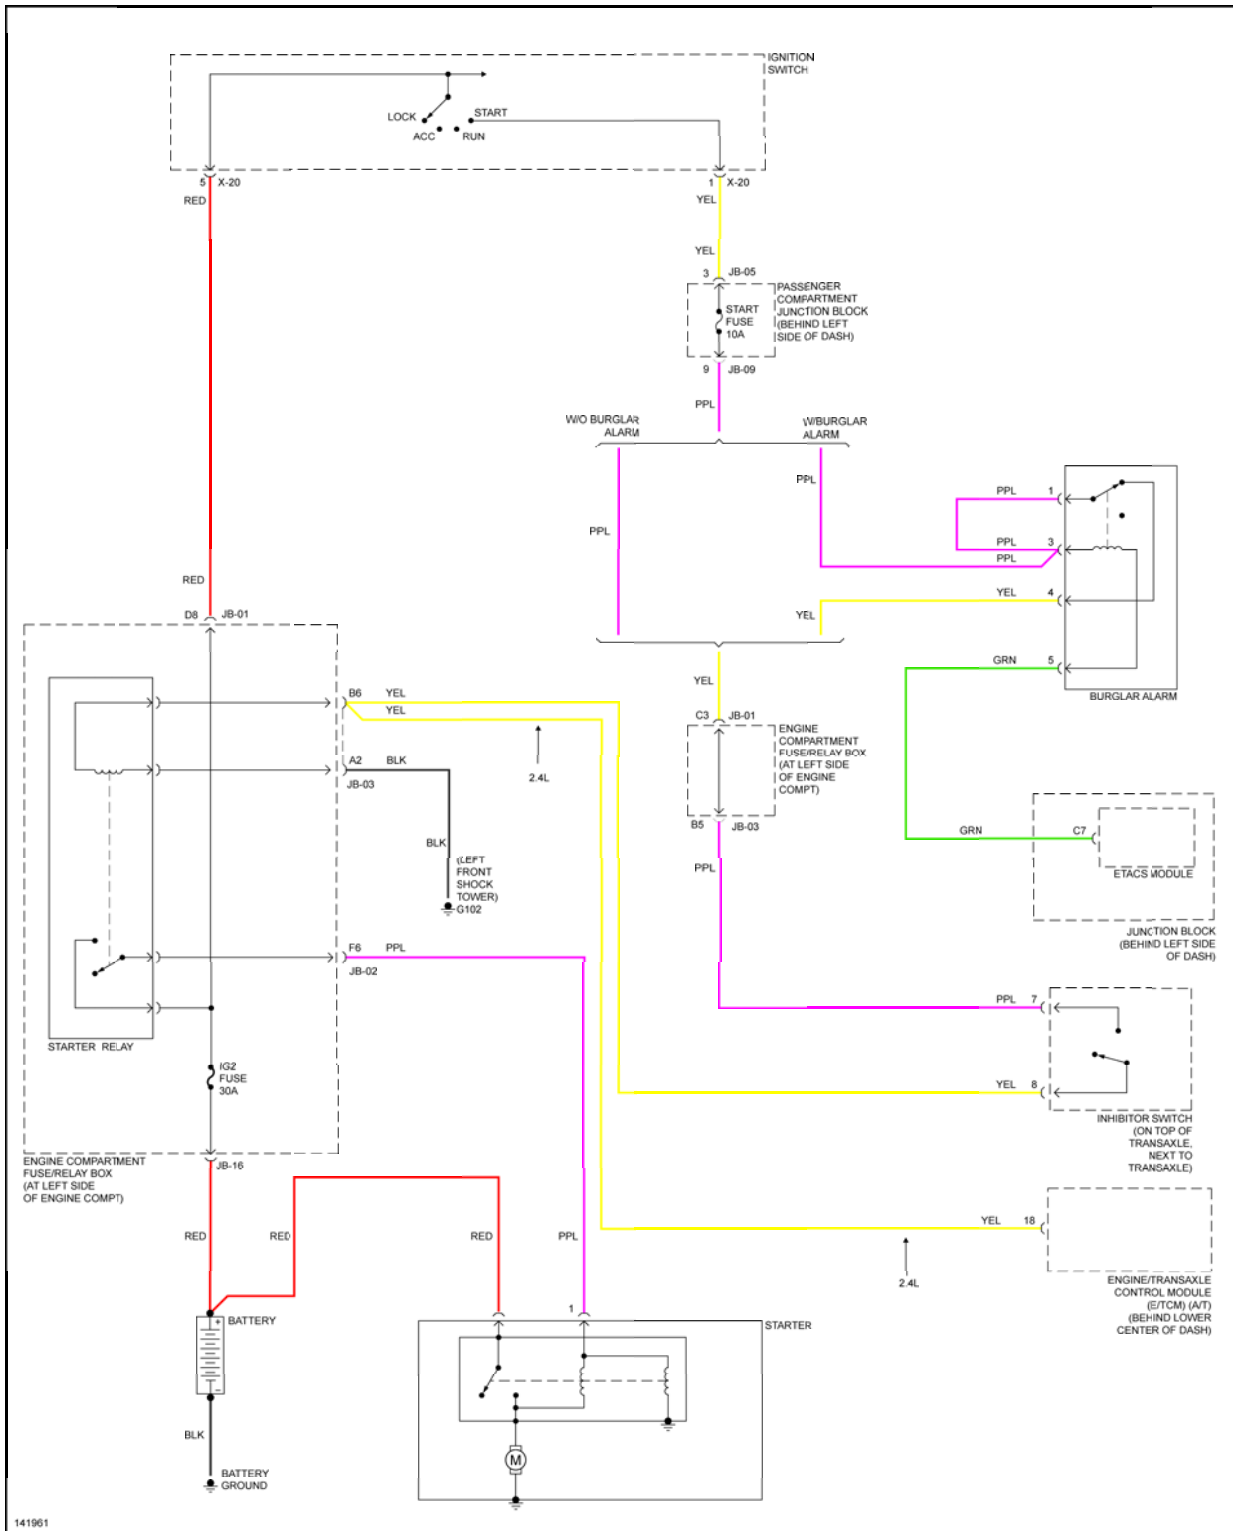 IGNITION
SWITCH
LOCK
START
ACC
RUN
5 X-20
1 X-20
RED
YEL
YEL
3 JB-05
PASSENGER
COMPARTMENT
JUNCTION BLOCK
(BEHIND LEFT
SIDE OF DASH)
START
FUSE
10A
9 JB-09
PPL
W/O BURGLAR
ALARM
W/BURGLAR
ALARM
PPL
PPL
PPL 1
PPL 3
PPL
YEL 4
YEL
GRN 5
BURGLAR ALARM
RED
D8 JB-01
YEL
C3 JB-01
ENGINE
COMPARTMENT
FUSE/RELAY BOX
(AT LEFT SIDE
OF ENGINE
COMPT)
B5 JB-03
PPL
B6 YEL
YEL
2.4L
A2 BLK
JB-03
BLK
(LEFT
FRONT
SHOCK
TOWER)
G102
GRN C7
ETACS MODULE
JUNCTION BLOCK
(BEHIND LEFT SIDE
OF DASH)
F6 PPL
JB-02
STARTER RELAY
IG2
FUSE
30A
PPL 7
YEL 8
INHIBITOR SWITCH
(ON TOP OF
TRANSAXLE,
NEXT TO
TRANSAXLE)
ENGINE COMPARTMENT
FUSE/RELAY BOX
(AT LEFT SIDE
OF ENGINE COMPT)
JB-16
RED
RED
RED
PPL
YEL 18
2.4L
ENGINE/TRANSAXLE
CONTROL MODULE
(E/TCM) (A/T)
(BEHIND LOWER
CENTER OF DASH)
+
BATTERY
-
1
STARTER
BLK
BATTERY
GROUND
M
141961